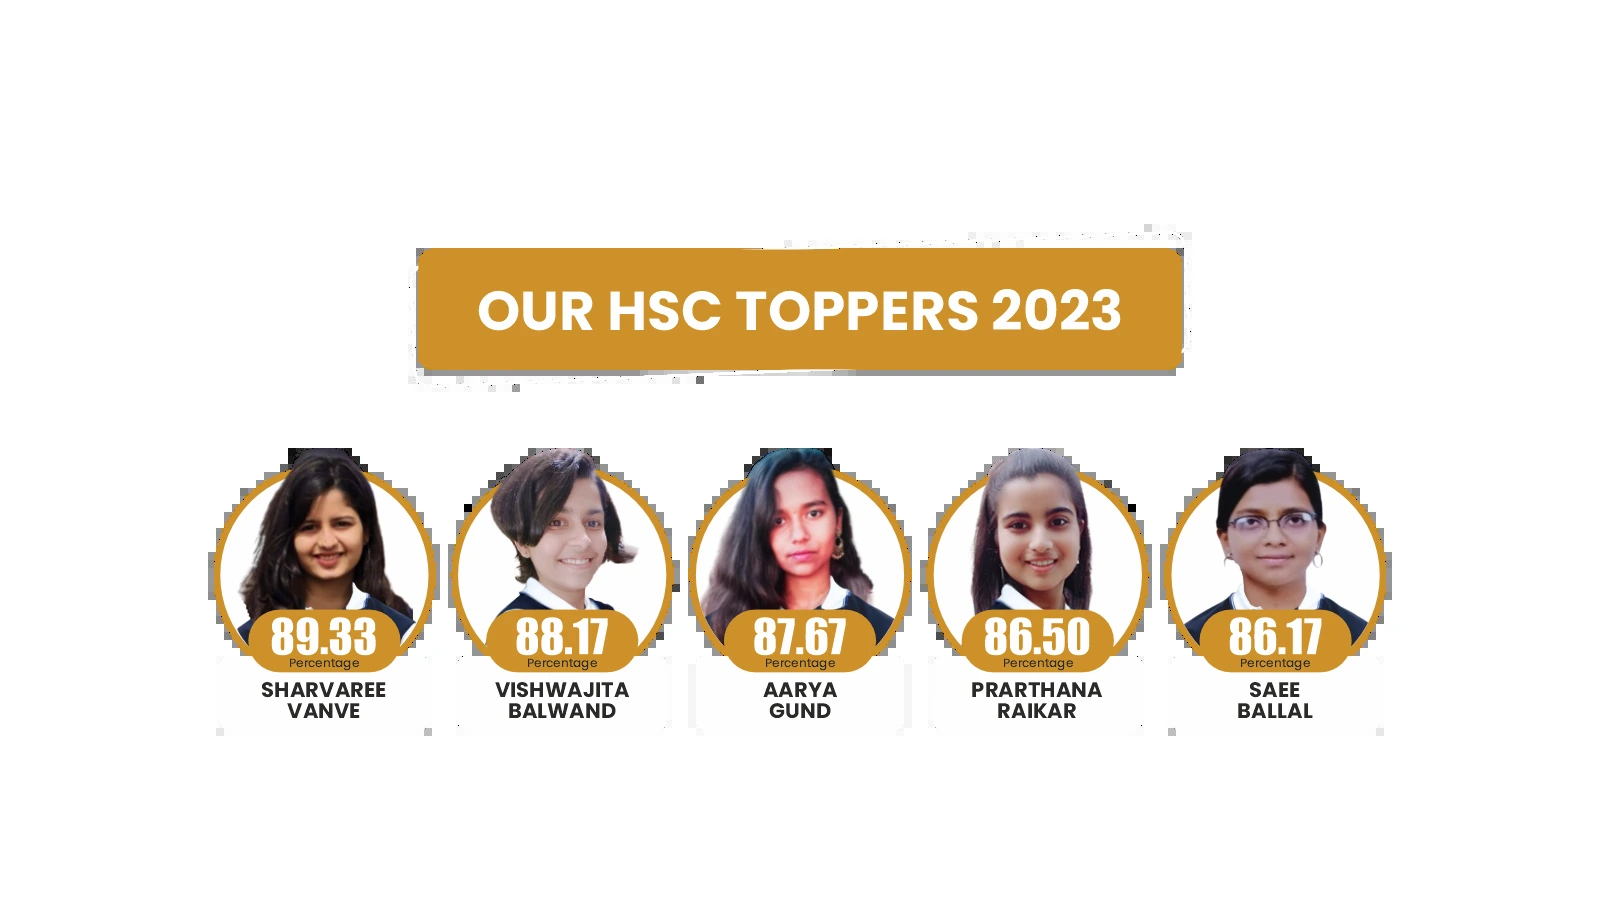 OUR HSC TOPPERS 2023
89.33
Percentage
SHARVAREE
VANVE
88.17
Percentage
VISHWAJITA
BALWAND
87.67
Percentage
AARYA
GUND
86.50
Percentage
PRARTHANA
RAIKAR
86.17
Percentage
SAEE
BALLAL